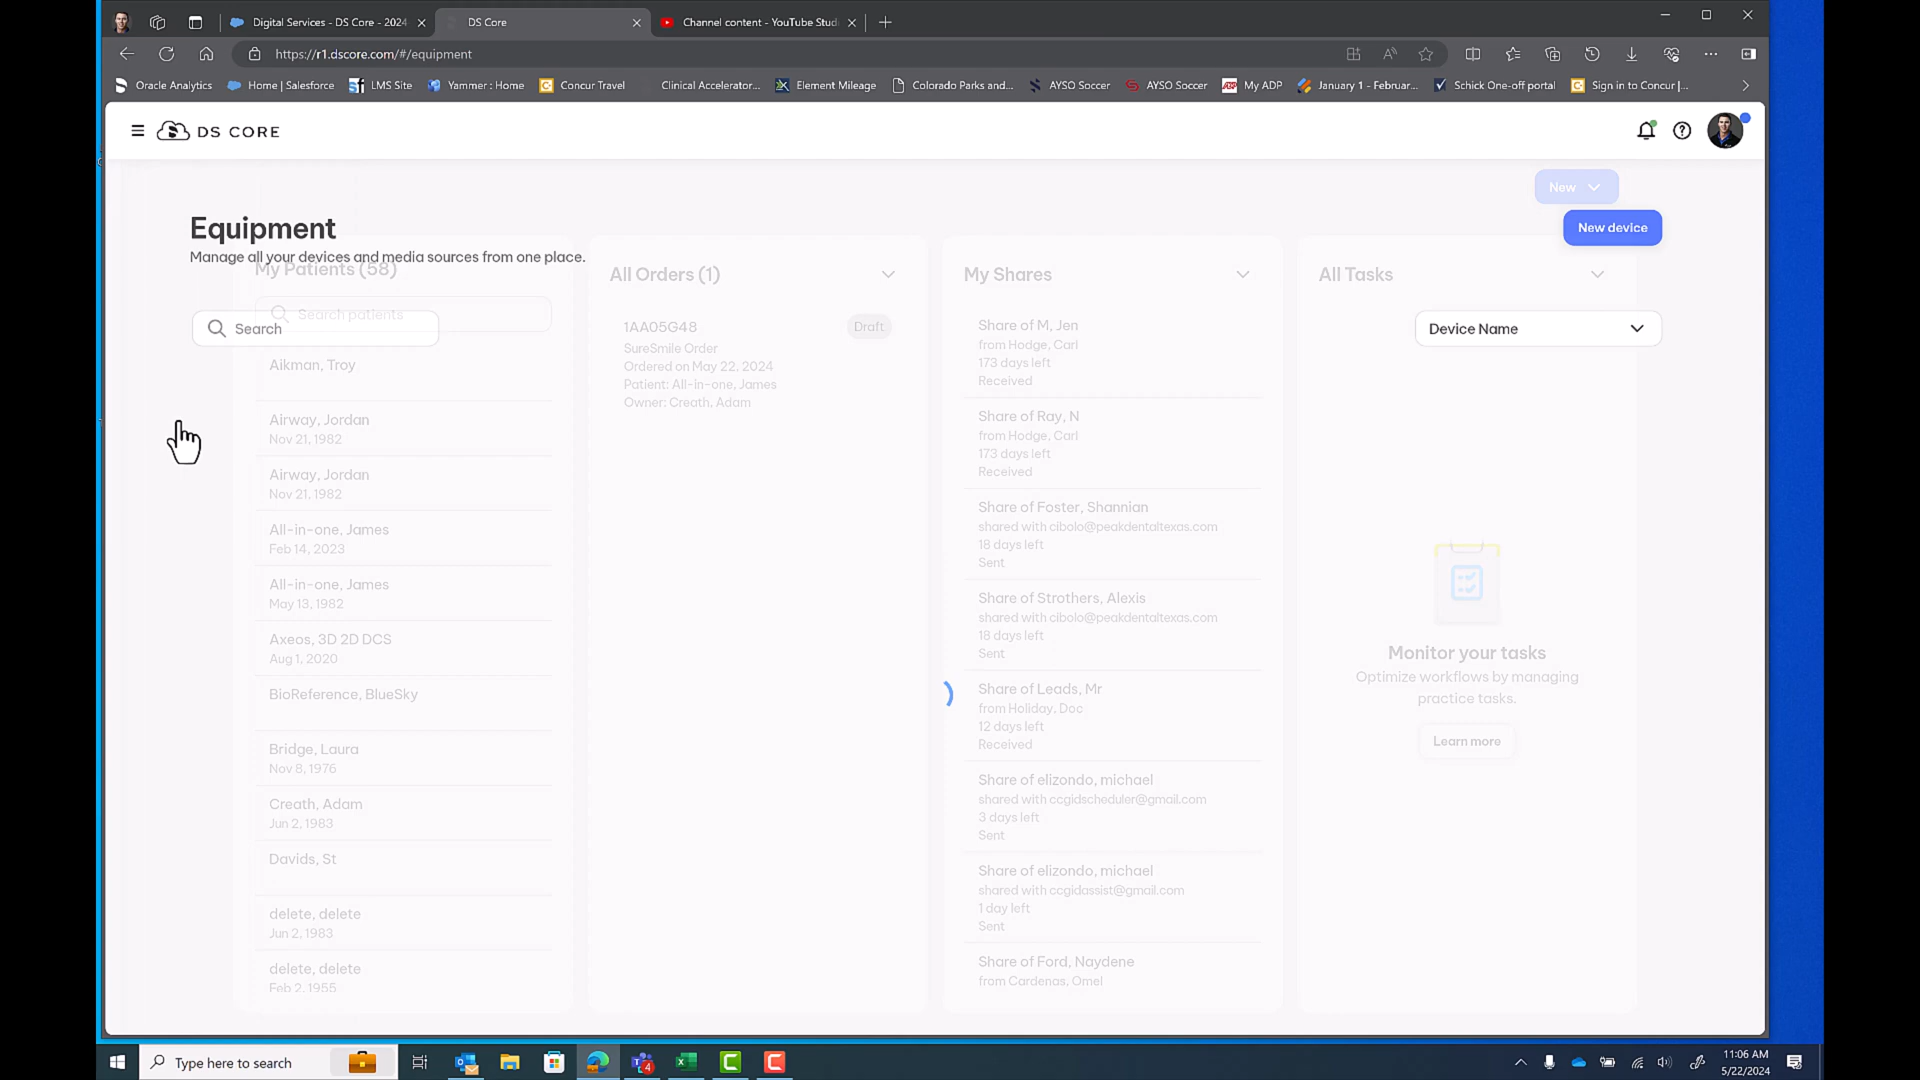 Digital Services - DS Core - 2024
DS Core
Channel content - YouTube Stud
https://r1.dscore.com/#/equipment
Oracle Analytics
Home | Salesforce
LMS Site
Yammer : Home
Concur Travel
Clinical Accelerator...
Element Mileage
Colorado Parks and...
AYSO Soccer
AYSO Soccer
My ADP
January 1 - Februar...
Schick One-off portal
Sign in to Concur |...
DS CORE
New
Equipment
New device
Manage all your devices and media sources from one place.
My Patients (58)
All Orders (1)
My Shares
All Tasks
Search patients
Search
Device Name
Aikman, Troy
Airway, Jordan
Nov 21, 1982
Airway, Jordan
Nov 21, 1982
All-in-one, James
Feb 14, 2023
All-in-one, James
May 13, 1982
Axeos, 3D 2D DCS
Aug 1, 2020
BioReference, BlueSky
Bridge, Laura
Nov 8, 1976
Creath, Adam
Jun 2, 1983
Davids, St
delete, delete
Jun 2, 1983
delete, delete
Feb 2, 1955
1AA05G48
Draft
SureSmile Order
Ordered on May 22, 2024
Patient: All-in-one, James
Owner: Creath, Adam
Share of M, Jen
from Hodge, Carl
173 days left
Received
Share of Ray, N
from Hodge, Carl
173 days left
Received
Share of Foster, Shannian
shared with cibolo@peakdentaltexas.com
18 days left
Sent
Share of Strothers, Alexis
shared with cibolo@peakdentaltexas.com
18 days left
Sent
Share of Leads, Mr
from Holiday, Doc
12 days left
Received
Share of elizondo, michael
shared with ccgidscheduler@gmail.com
3 days left
Sent
Share of elizondo, michael
shared with ccgidassist@gmail.com
1 day left
Sent
Share of Ford, Naydene
from Cardenas, Omel
Monitor your tasks
Optimize workflows by managing
practice tasks.
Learn more
Type here to search
4
11:06 AM
5/22/2024